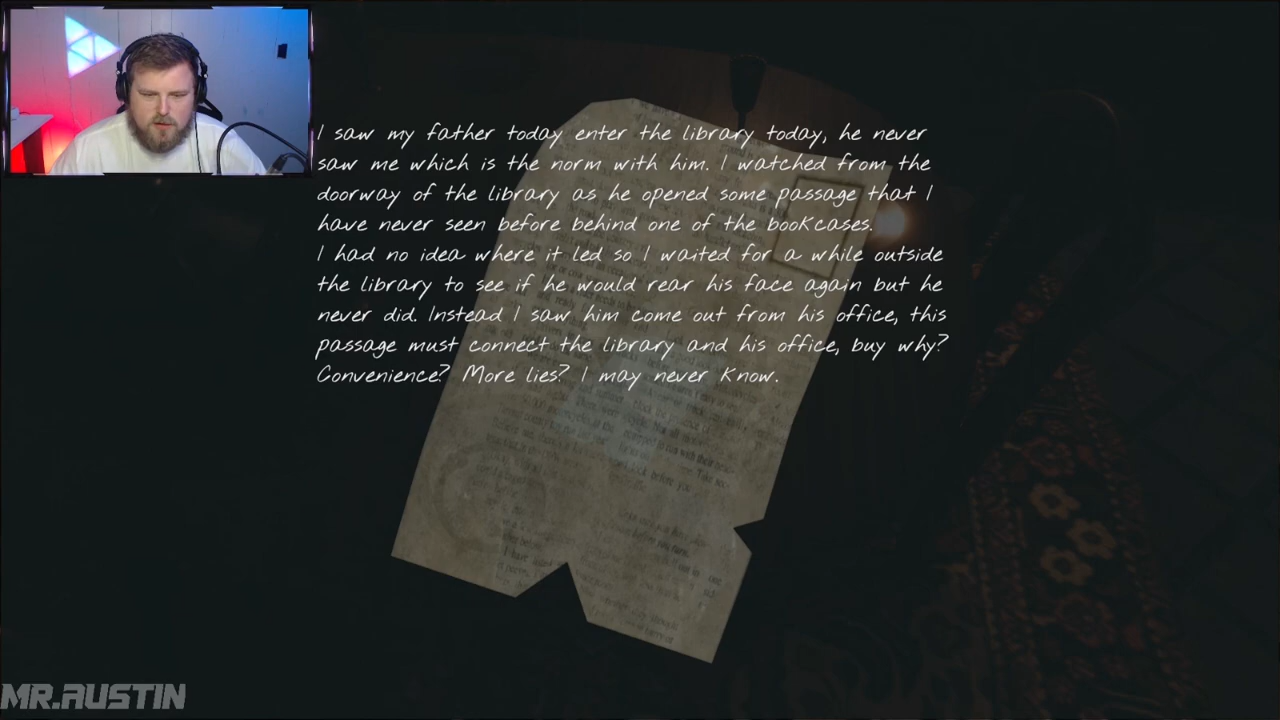 I saw my father today enter the library today, he never
saw me which is the norm with him. I watched from the
doorway of the library as he opened some passage that I
have never seen before behind one of the bookcases.
I had no idea where it led so I waited for a while outside
the library to see if he would rear his face again but he
never did. Instead I saw him come out from his office, this
passage must connect the library and his office, buy why?
Convenience? More lies? I may never know.
MR.AUSTIN